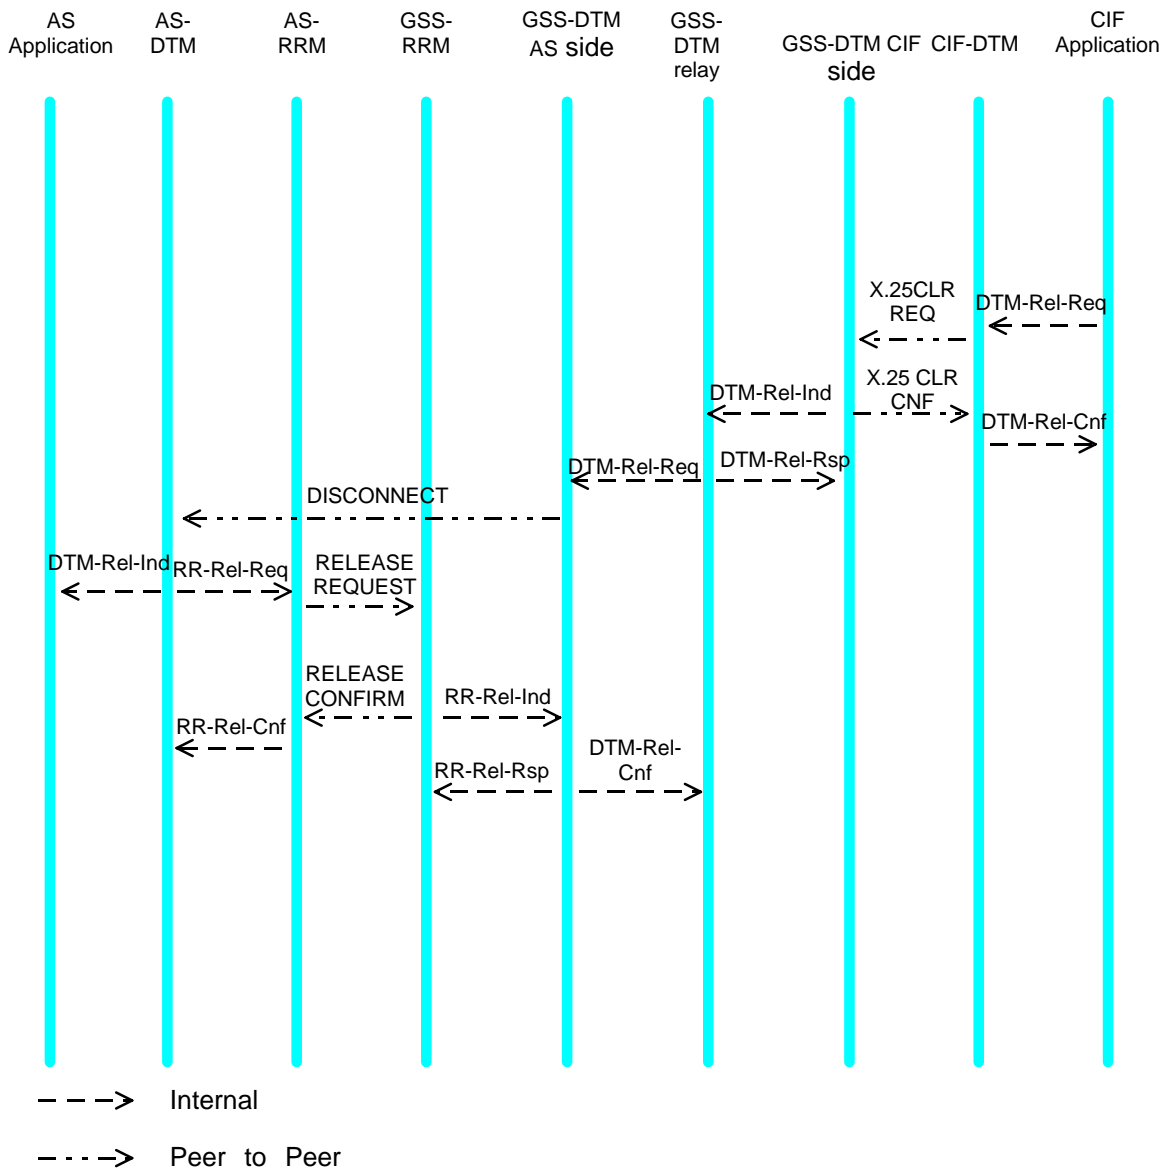 AS
Application
AS-
DTM
AS-
RRM
GSS-
RRM
GSS-DTM
AS side
GSS-
DTM
relay
GSS-DTM CIF
side
CIF-DTM
CIF
Application
X.25CLR
REQ
DTM-Rel-Req
DTM-Rel-Ind
X.25 CLR
CNF
DTM-Rel-Cnf
DTM-Rel-Req
DTM-Rel-Rsp
DISCONNECT
DTM-Rel-Ind
RR-Rel-Req
RELEASE
REQUEST
RELEASE
CONFIRM
RR-Rel-Ind
RR-Rel-Cnf
RR-Rel-Rsp
DTM-Rel-
Cnf
Internal
Peer to Peer